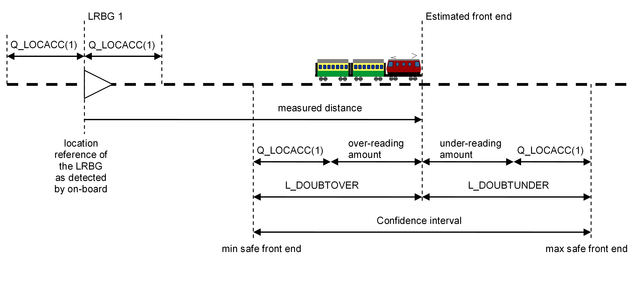 LRBG 1
Estimated front end
Q_LOCACC(1)
Q_LOCACC(1)
measured distance
location
reference of
the LRBG
as detected
by on-board
Q_LOCACC(1)
over-reading
amount
under-reading
amount
Q_LOCACC(1)
L_DOUBTOVER
L_DOUBTUNDER
Confidence interval
min safe front end
max safe front end